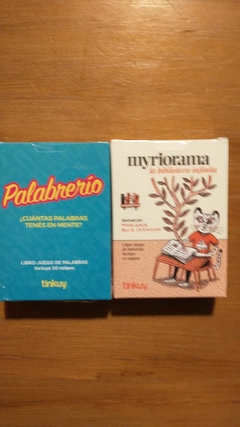 Palabrerío
¿CUÁNTAS PALABRAS
TENÉS EN MENTE?
LIBRO-JUEGO DE PALABRAS
Incluye 50 naipes.
tinkuy
myriorama
la biblioteca infinita
tinkuy